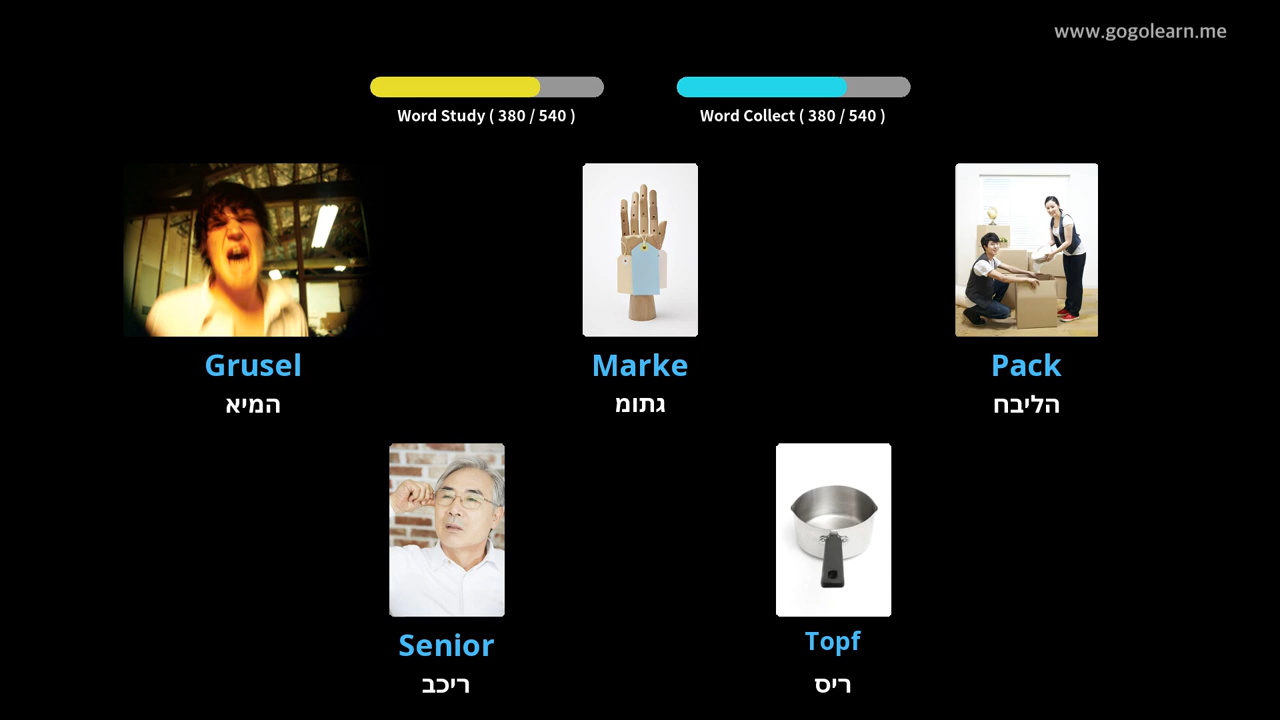 www.gogolearn.me
Word Study ( 380 / 540 )
Word Collect ( 380 / 540 )
Grusel
המיא
Marke
גתומ
Pack
הליבח
Senior
ריכב
Topf
ריס